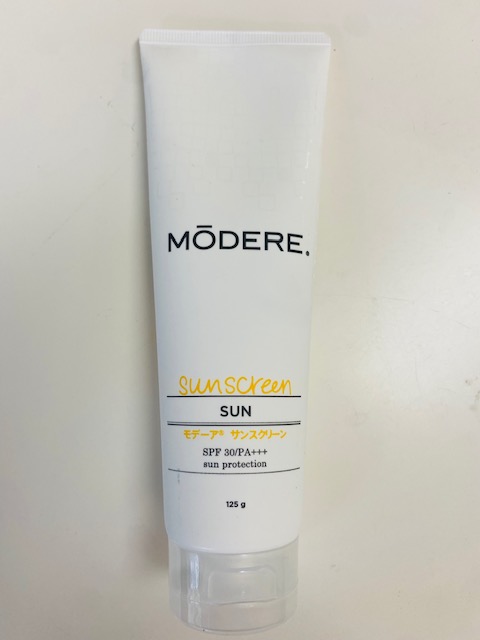 MŌDERE.
sunscreen
SUN
モデーア® サンスクリーン
SPF 30/PA+++
sun protection
125 g